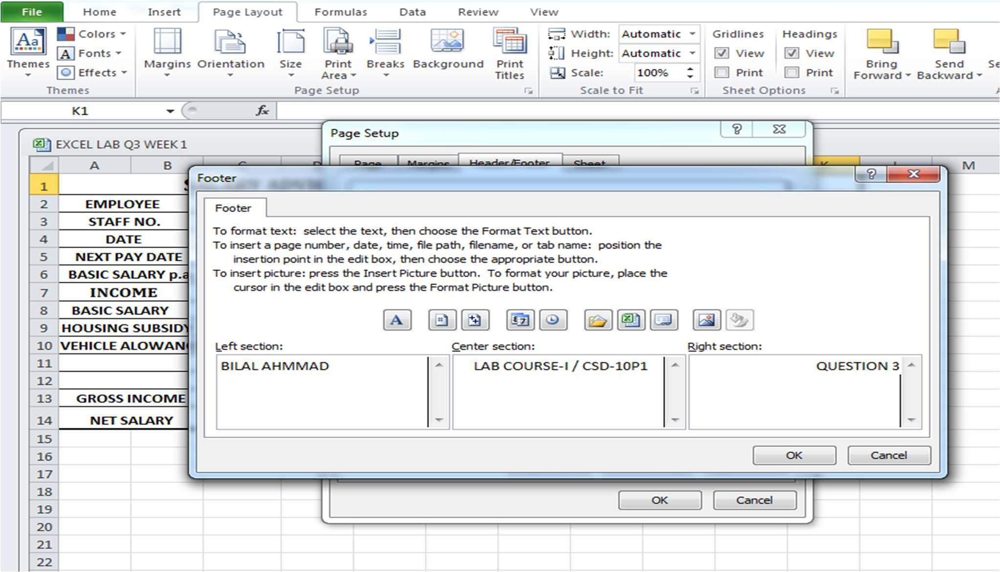 File Home Insert Page Layout Formulas Data Review View
Aa Colors Width: Automatic Gridlines Headings
A Fonts Height: Automatic View View
Themes Margins Orientation Size Print Area Breaks Background Print Titles Bring Forward Send Backward Se
Effects Scale: 100% Print Print
Themes Page Setup Scale to Fit Sheet Options
K1 fx
Page Setup
EXCEL LAB Q3 WEEK 1
Page Margins Header/Footer Sheet
A B C D K L M
Footer
1
2 EMPLOYEE
3 STAFF NO.
4 DATE
5 NEXT PAY DATE
6 BASIC SALARY p.a
7 INCOME
8 BASIC SALARY
9 HOUSING SUBSIDY
10 VEHICLE ALOWANC
11
12
13 GROSS INCOME
14 NET SALARY
15
16
17
18
19
20
21
22
Footer
To format text: select the text, then choose the Format Text button.
To insert a page number, date, time, file path, filename, or tab name: position the
insertion point in the edit box, then choose the appropriate button.
To insert picture: press the Insert Picture button. To format your picture, place the
cursor in the edit box and press the Format Picture button.
A
Left section: Center section: Right section:
BILAL AHMMAD LAB COURSE-I / CSD-10P1 QUESTION 3
OK Cancel
OK Cancel